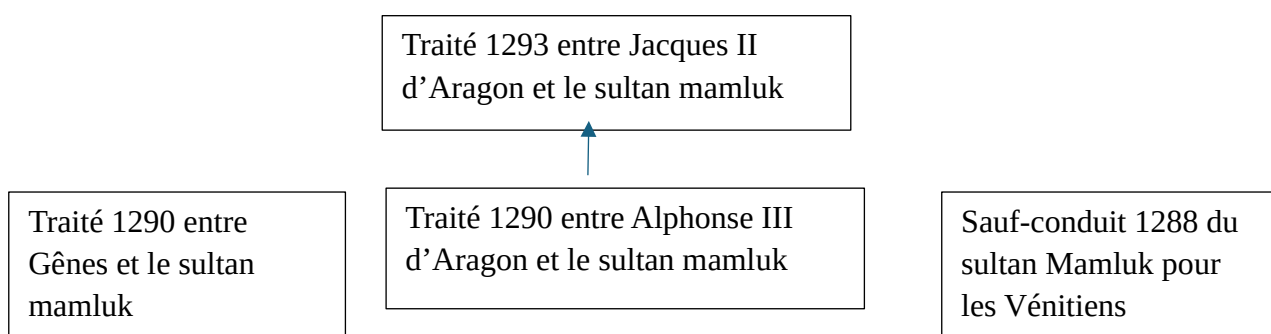 Traité 1293 entre Jacques II
d’Aragon et le sultan mamluk
Traité 1290 entre
Gênes et le sultan
mamluk
Traité 1290 entre Alphonse III
d’Aragon et le sultan mamluk
Sauf-conduit 1288 du
sultan Mamluk pour
les Vénitiens